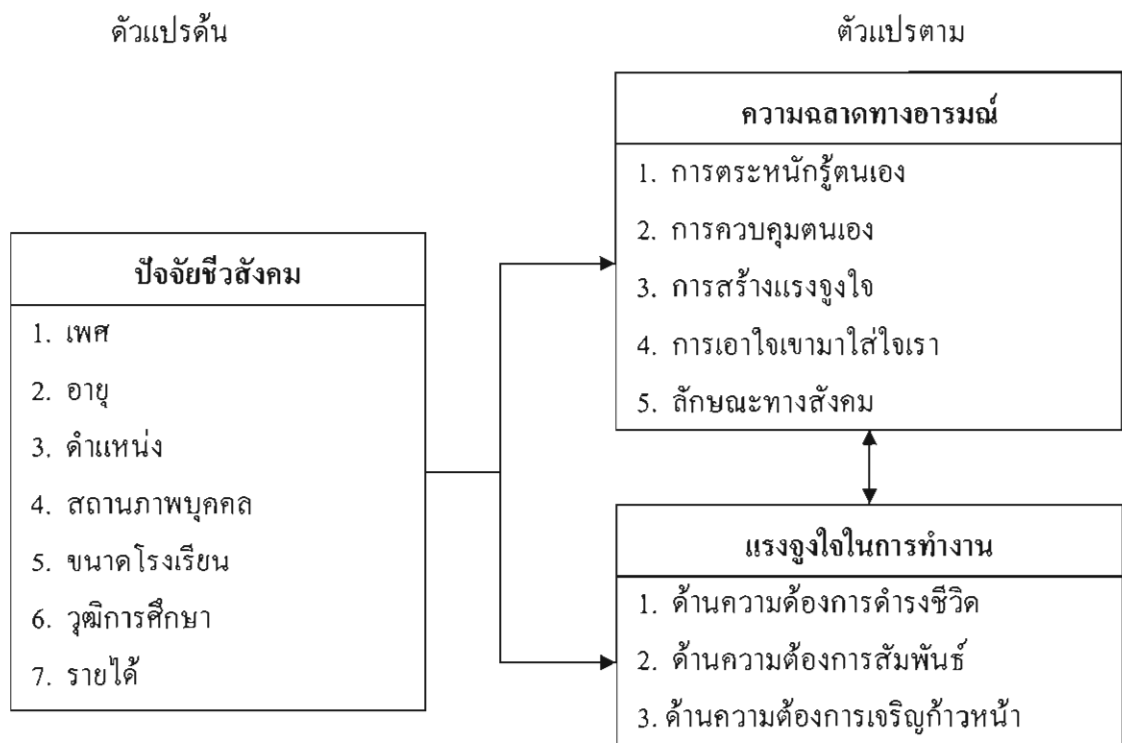 ตัวแปรต้น
ตัวแปรตาม
ปัจจัยชีวสังคม
1. เพศ
2. อายุ
3. ตำแหน่ง
4. สถานภาพบุคคล
5. ขนาดโรงเรียน
6. วุฒิการศึกษา
7. รายได้
ความฉลาดทางอารมณ์
1. การตระหนักรู้ตนเอง
2. การควบคุมตนเอง
3. การสร้างแรงจูงใจ
4. การเอาใจเขามาใส่ใจเรา
5. ลักษณะทางสังคม
แรงจูงใจในการทำงาน
1. ด้านความต้องการดำรงชีวิต
2. ด้านความต้องการสัมพันธ์
3. ด้านความต้องการเจริญก้าวหน้า